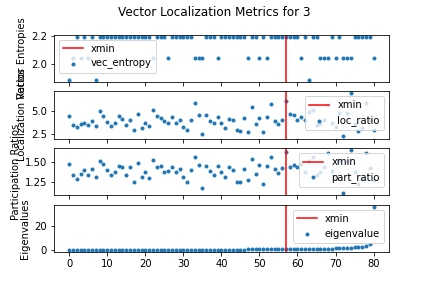 Vector Localization Metrics for 3
2.2
2.0
Vector Entropies
xmin
vec_entropy
5.0
2.5
Localization Ratios
xmin
loc_ratio
1.50
1.25
Participation Ratios
xmin
part_ratio
20
0
Eigenvalues
xmin
eigenvalue
0 10 20 30 40 50 60 70 80